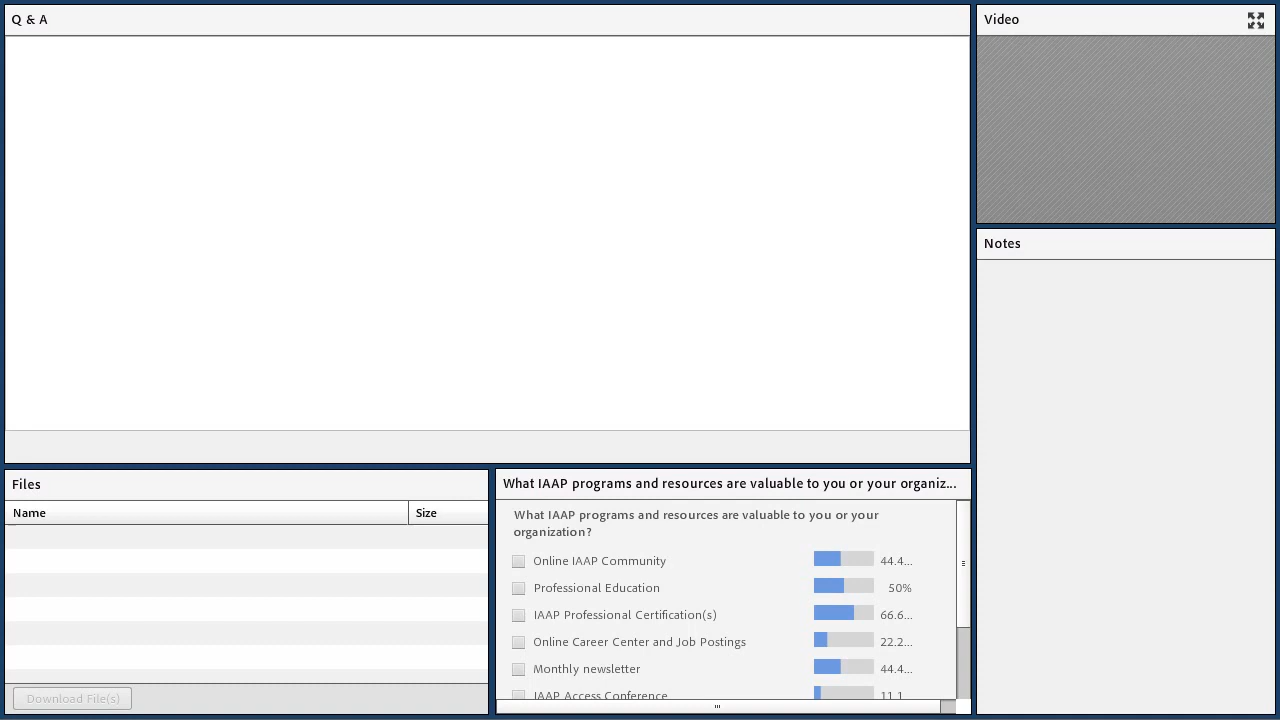 Q & A
Video
Notes
Files
Name
Size
Download File(s)
What IAAP programs and resources are valuable to you or your organiz...
What IAAP programs and resources are valuable to you or your
organization?
Online IAAP Community 44.4...
Professional Education 50%
IAAP Professional Certification(s) 66.6...
Online Career Center and Job Postings 22.2...
Monthly newsletter 44.4...
IAAP Access Conference 11.1...